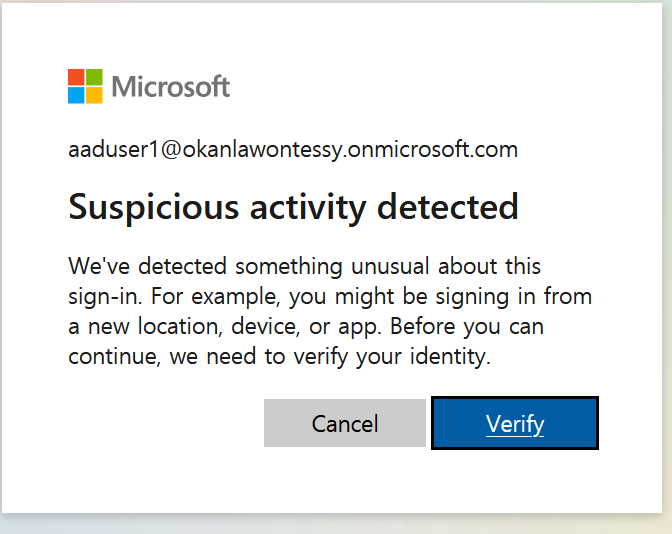 Microsoft
aaduser1@okanlawontessy.onmicrosoft.com
Suspicious activity detected
We've detected something unusual about this
sign-in. For example, you might be signing in from
a new location, device, or app. Before you can
continue, we need to verify your identity.
Cancel Verify